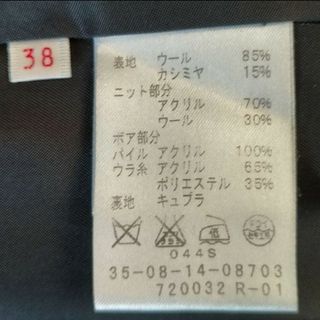 38
表地 ウール 85%
カシミヤ 15%
ニット部分
アクリル 70%
ウール 30%
ボア部分
パイル アクリル 100%
ウラ糸 アクリル 65%
ポリエステル 35%
裏地 キュプラ
044S
35-08-14-08703
720032 R-01